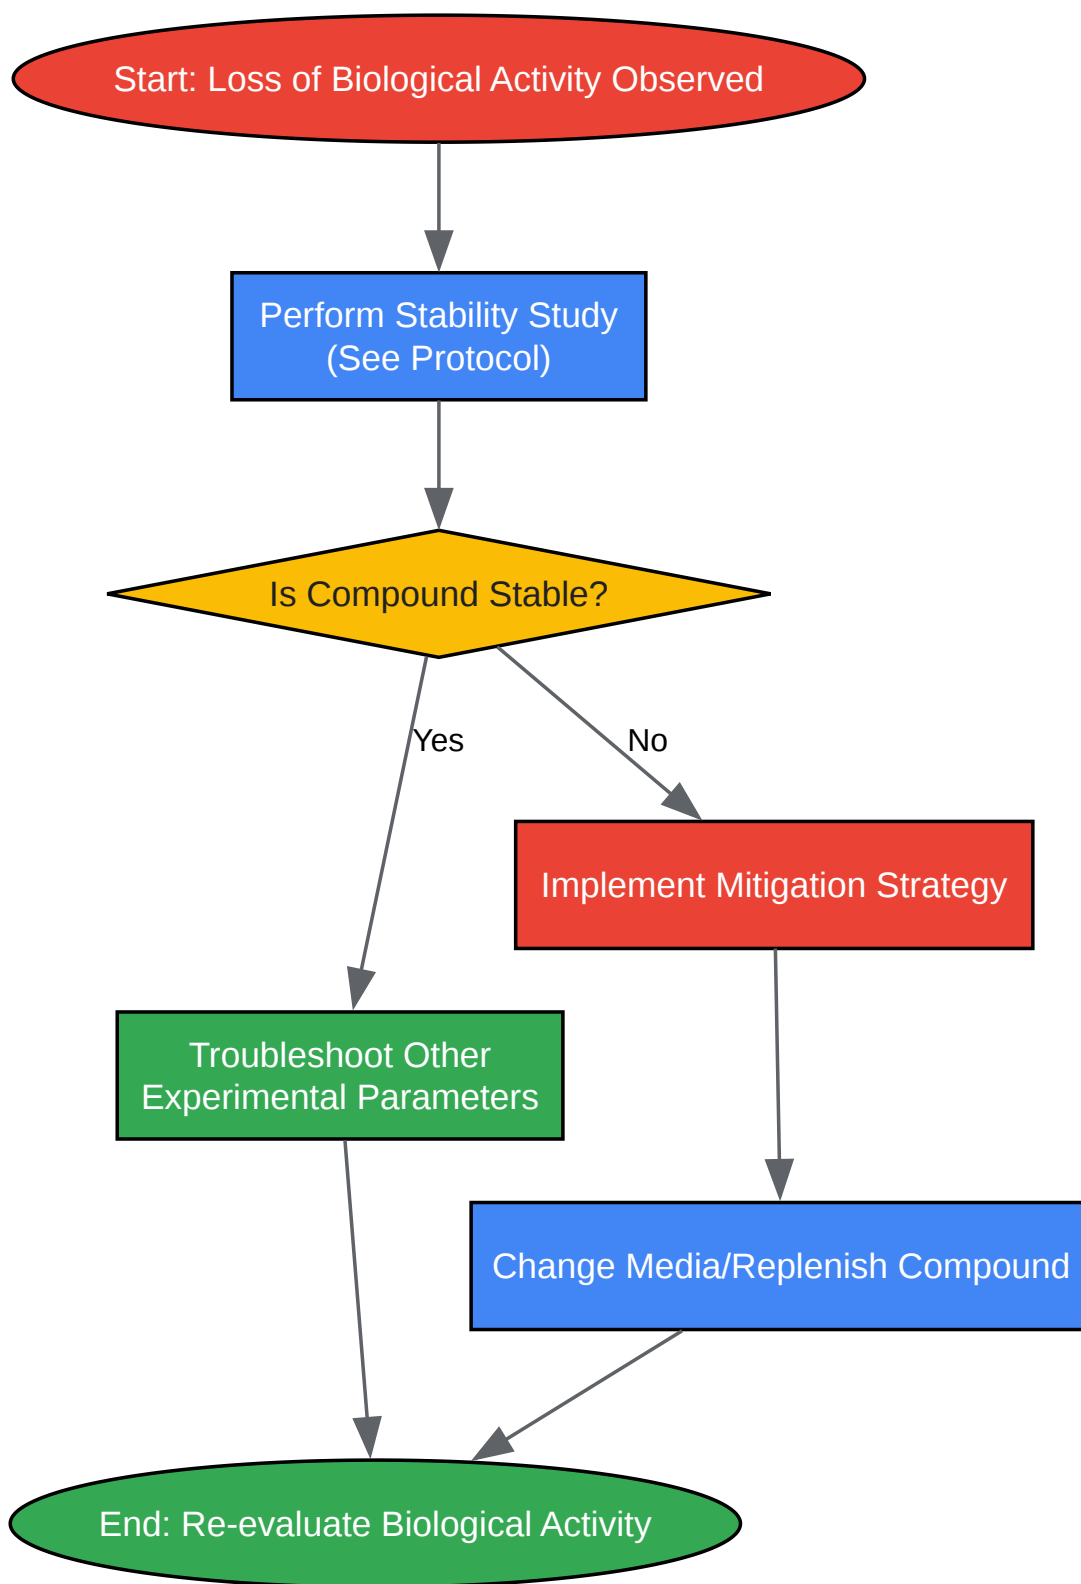 Start: Loss of Biological Activity Observed
Perform Stability Study
(See Protocol)
Is Compound Stable?
Yes
No
Implement Mitigation Strategy
Troubleshoot Other
Experimental Parameters
Change Media/Replenish Compound
End: Re-evaluate Biological Activity